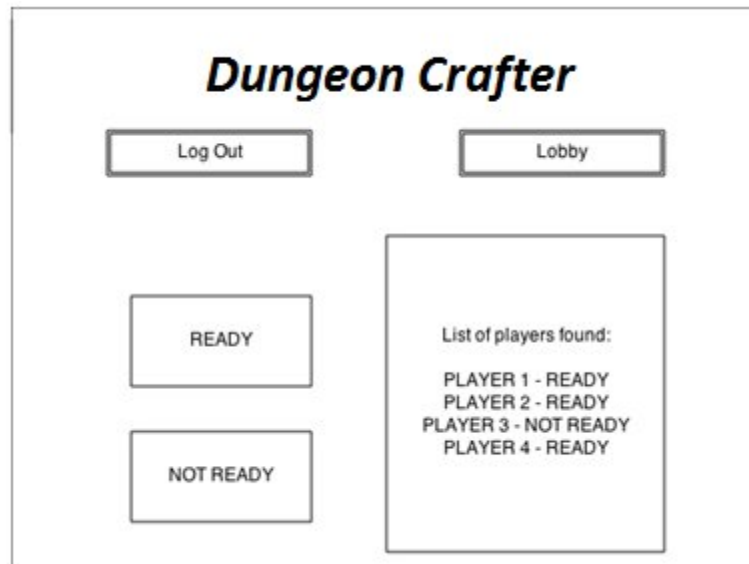 Dungeon Crafter
Log Out
Lobby
READY
NOT READY
List of players found:
PLAYER 1 - READY
PLAYER 2 - READY
PLAYER 3 - NOT READY
PLAYER 4 - READY